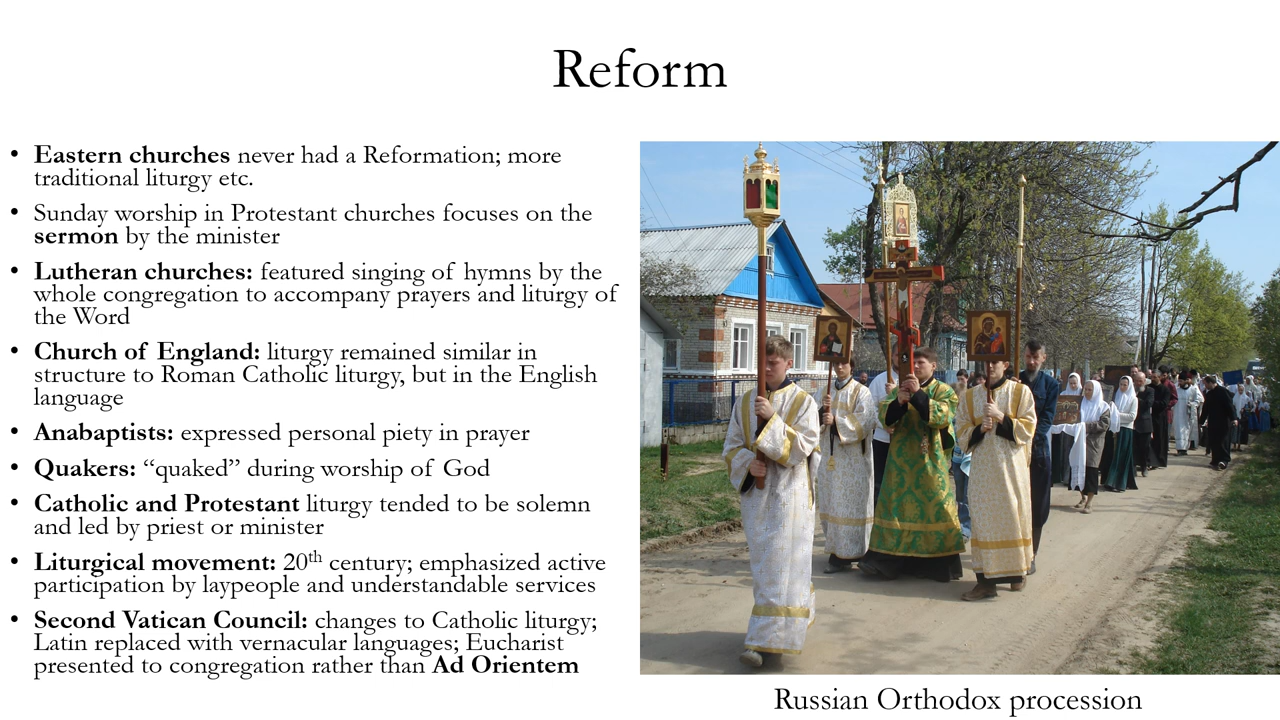 Reform
• Eastern churches never had a Reformation; more
traditional liturgy etc.
• Sunday worship in Protestant churches focuses on the
sermon by the minister
• Lutheran churches: featured singing of hymns by the
whole congregation to accompany prayers and liturgy of
the Word
• Church of England: liturgy remained similar in
structure to Roman Catholic liturgy, but in the English
language
• Anabaptists: expressed personal piety in prayer
• Quakers: “quaked” during worship of God
• Catholic and Protestant liturgy tended to be solemn
and led by priest or minister
• Liturgical movement: 20th century; emphasized active
participation by laypeople and understandable services
• Second Vatican Council: changes to Catholic liturgy;
Latin replaced with vernacular languages; Eucharist
presented to congregation rather than Ad Orientem
Russian Orthodox procession